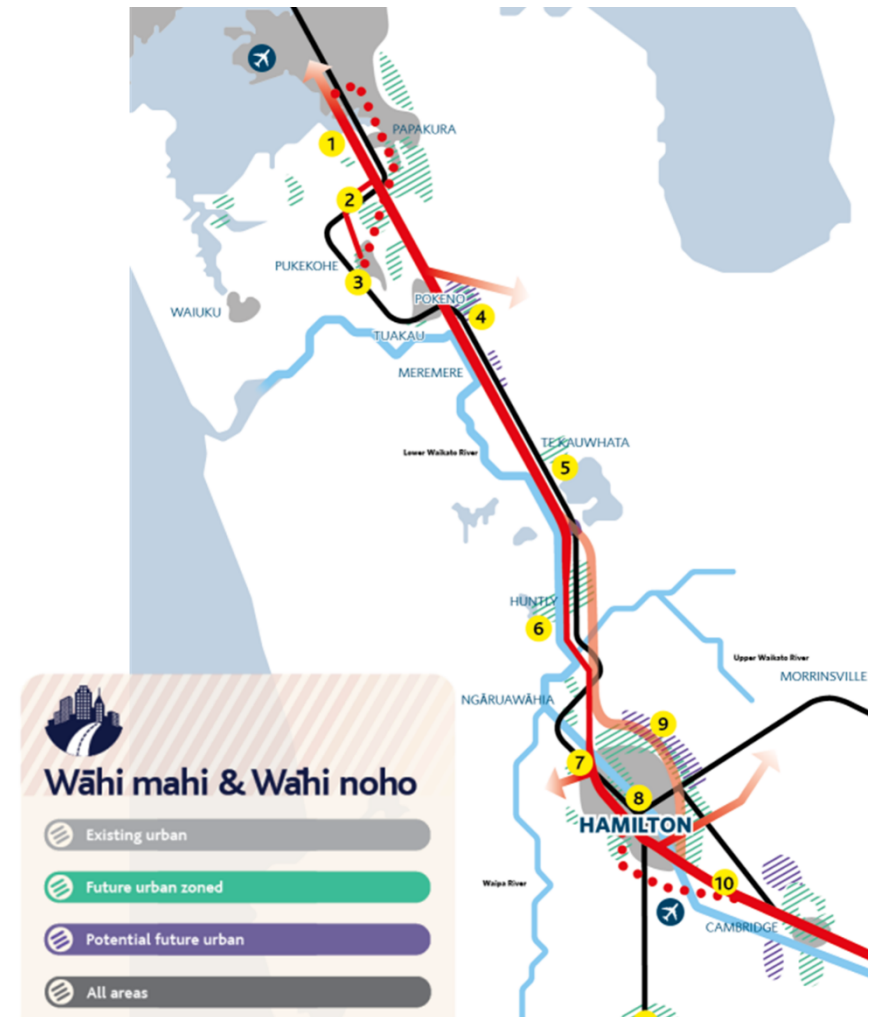 PAPAKURA
1
2
PUKEKOHE
3
WAIUKU
POKENO
4
TUAKAU
MEREMERE
Lower Waikato River
TE KAUWHATA
5
HUNTLY
6
Upper Waikato River
MORRINSVILLE
NGĀRUAWĀHIA
9
7
8
HAMILTON
10
Waipa River
CAMBRIDGE
Wāhi mahi & Wāhi noho
Existing urban
Future urban zoned
Potential future urban
All areas